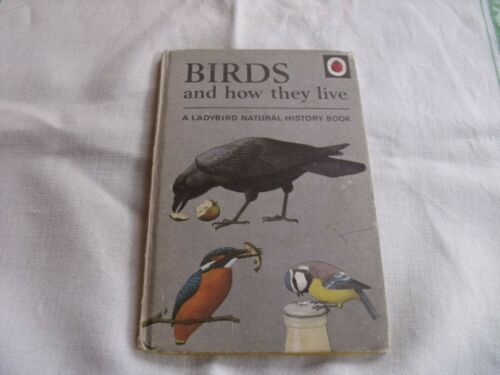 BIRDS
and how they live
A LADYBIRD NATURAL HISTORY BOOK